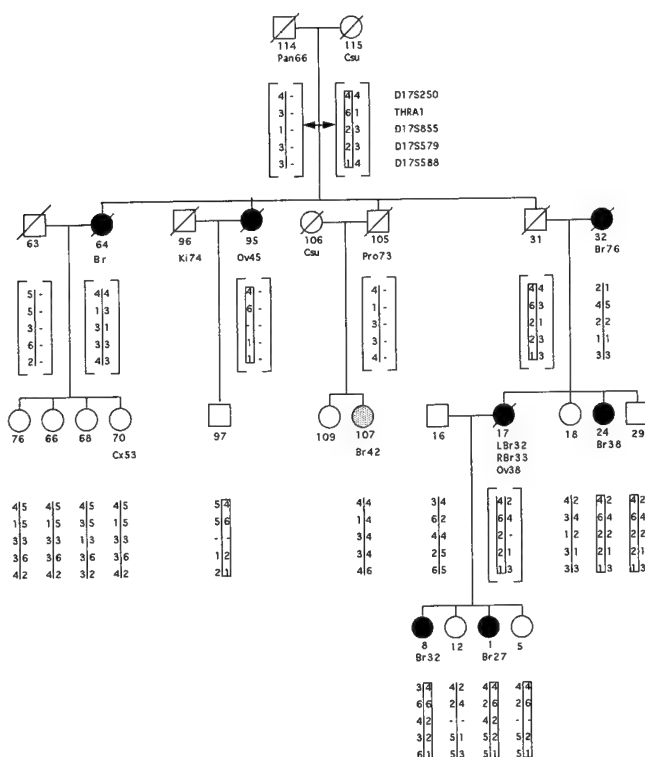 114 115
Pan66 Csu
4 - 4 4 D17S250
3 - 6 1 THRA1
1 - 2 3 D17S855
3 - 2 3 D17S579
3 - 1 4 D17S588
63 64 96 95 106 105 31 32
Br Ki74 Ov45 Csu Pro73 Br76
5 - 4 4 4 - 4 - 4 4 2 1
5 - 1 3 6 - 1 - 6 3 4 5
3 - 3 1 - - 3 - 2 1 2 2
6 - 3 3 1 - 3 - 2 3 1 1
2 - 4 3 1 - 4 - 1 3 3 3
76 66 68 70 97 109 107 16 17 18 24 29
Cx53 Br42 LBr32 Br38
RBr33
Ov38
4 5 4 5 4 5 4 5 5 4 4 4 3 4 4 2 4 2 4 2 4 2
1 5 1 5 3 5 1 5 5 6 1 4 6 2 6 4 3 4 6 4 6 4
3 3 3 3 1 3 3 3 - - 3 4 4 4 2 - 2 2 2 2
3 6 3 6 3 6 3 6 1 2 3 4 2 5 2 1 3 1 2 1
4 2 4 2 3 2 4 2 2 1 4 6 6 5 1 3 3 3 1 3 1 3
8 12 1 5
Br32 Br27
3 4 4 2 4 4 4 4
6 6 2 4 2 6 2 6
4 2 - - 4 2 - -
3 2 5 1 5 2 5 2
6 1 5 3 5 1 5 1